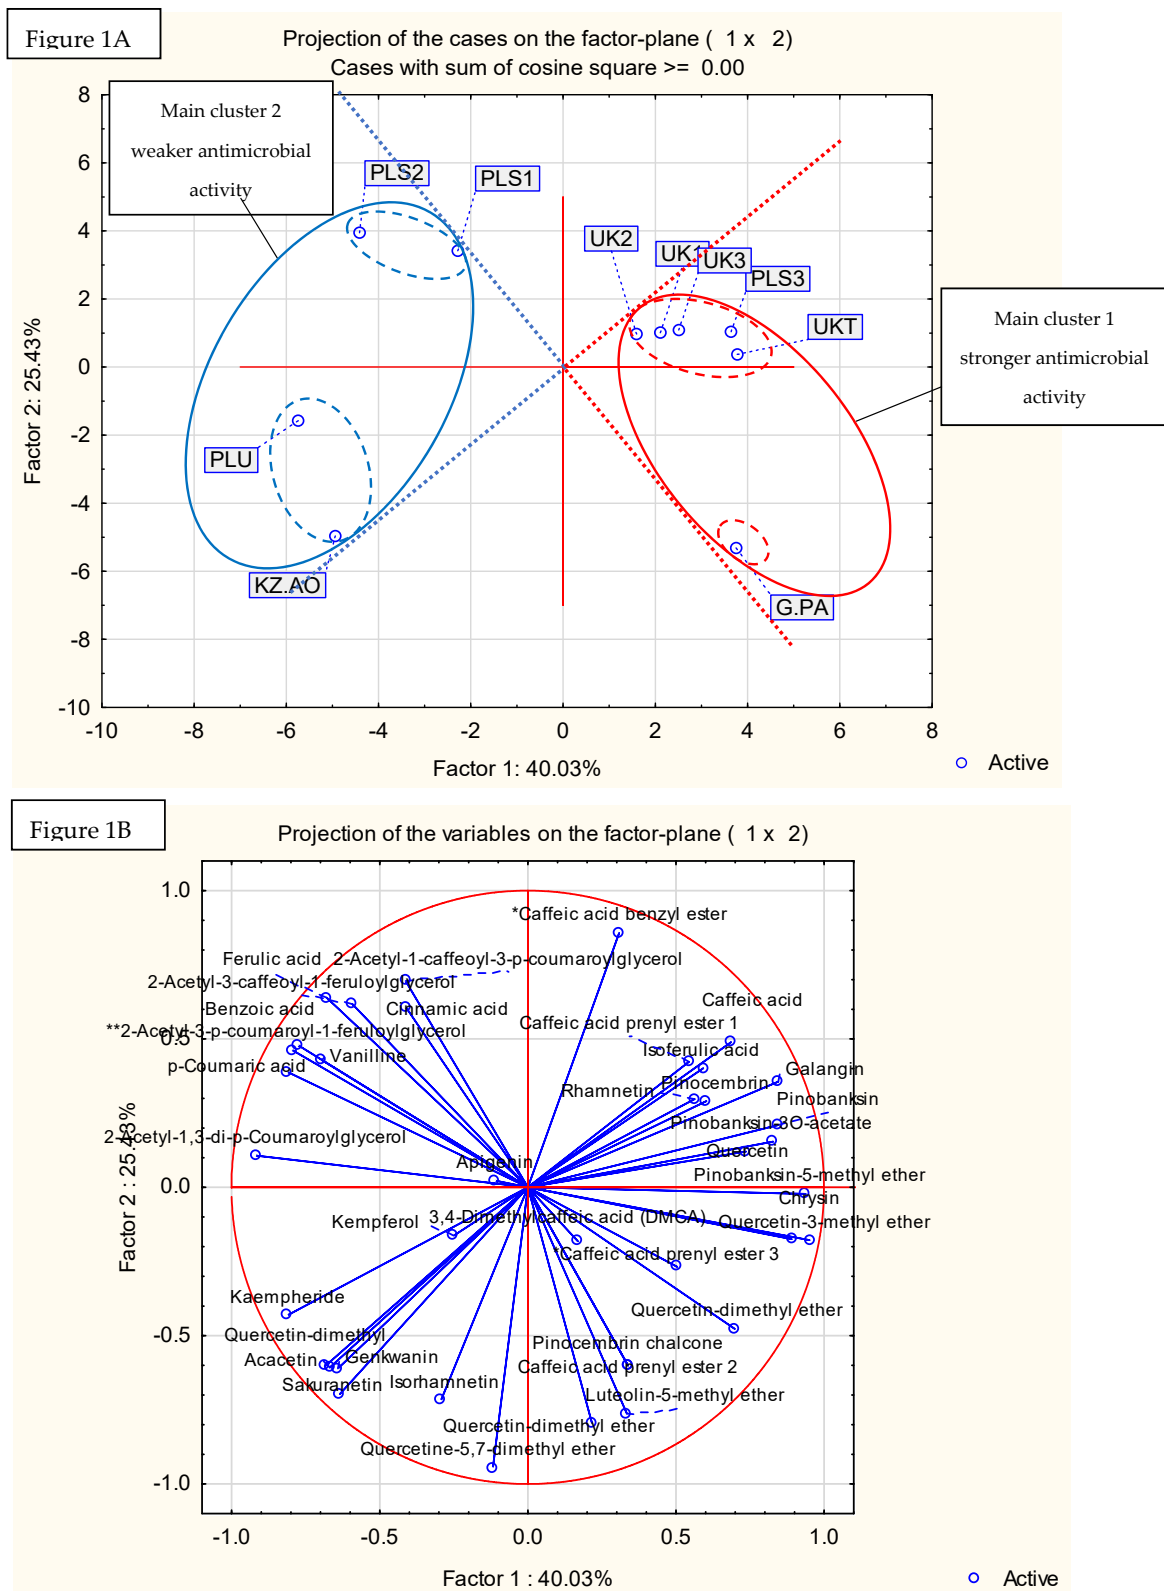 Figure 1A
Projection of the cases on the factor-plane ( 1 x 2)
Cases with sum of cosine square >= 0.00
Main cluster 2
weaker antimicrobial
activity
Main cluster 1
stronger antimicrobial
activity
PLS2
PLS1
UK2
UK1
UK3
PLS3
UKT
PLU
KZ.AO
G.PA
8
6
4
2
0
-2
-4
-6
-8
-10
Factor 2: 25.43%
-10 -8 -6 -4 -2 0 2 4 6 8
Factor 1: 40.03%
Active
Figure 1B
Projection of the variables on the factor-plane ( 1 x 2)
1.0
0.5
0.0
-0.5
-1.0
Factor 2 : 25.43%
*Caffeic acid benzyl ester
Ferulic acid
2-Acetyl-1-caffeoyl-3-p-coumaroylglycerol
2-Acetyl-3-caffeoyl-1-feruloylglycerol
Benzoic acid
Cinnamic acid
Caffeic acid
Caffeic acid prenyl ester 1
**2-Acetyl-3-p-coumaroyl-1-feruloylglycerol
Vanilline
Isoferulic acid
p-Coumaric acid
Galangin
Rhamnetin
Pinocembrin
Pinobanksin
Pinobanksin-3O-acetate
2-Acetyl-1,3-di-p-Coumaroylglycerol
Quercetin
Apigenin
Pinobanksin-5-methyl ether
Chrysin
Kempferol
3,4-Dimethylcaffeic acid (DMCA)
Quercetin-3-methyl ether
*Caffeic acid prenyl ester 3
Kaempheride
Quercetin-dimethyl ether
Quercetin-dimethyl
Pinocembrin chalcone
Acacetin
Genkwanin
Caffeic acid prenyl ester 2
Sakuranetin
Isorhamnetin
Luteolin-5-methyl ether
Quercetin-dimethyl ether
Quercetine-5,7-dimethyl ether
-1.0 -0.5 0.0 0.5 1.0
Factor 1 : 40.03%
Active